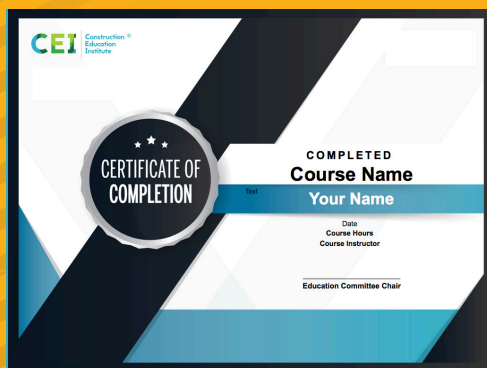 CEI
Construction ®
Education
Institute
CERTIFICATE OF
COMPLETION
COMPLETED
Course Name
Text
Your Name
Date
Course Hours
Course Instructor
Education Committee Chair